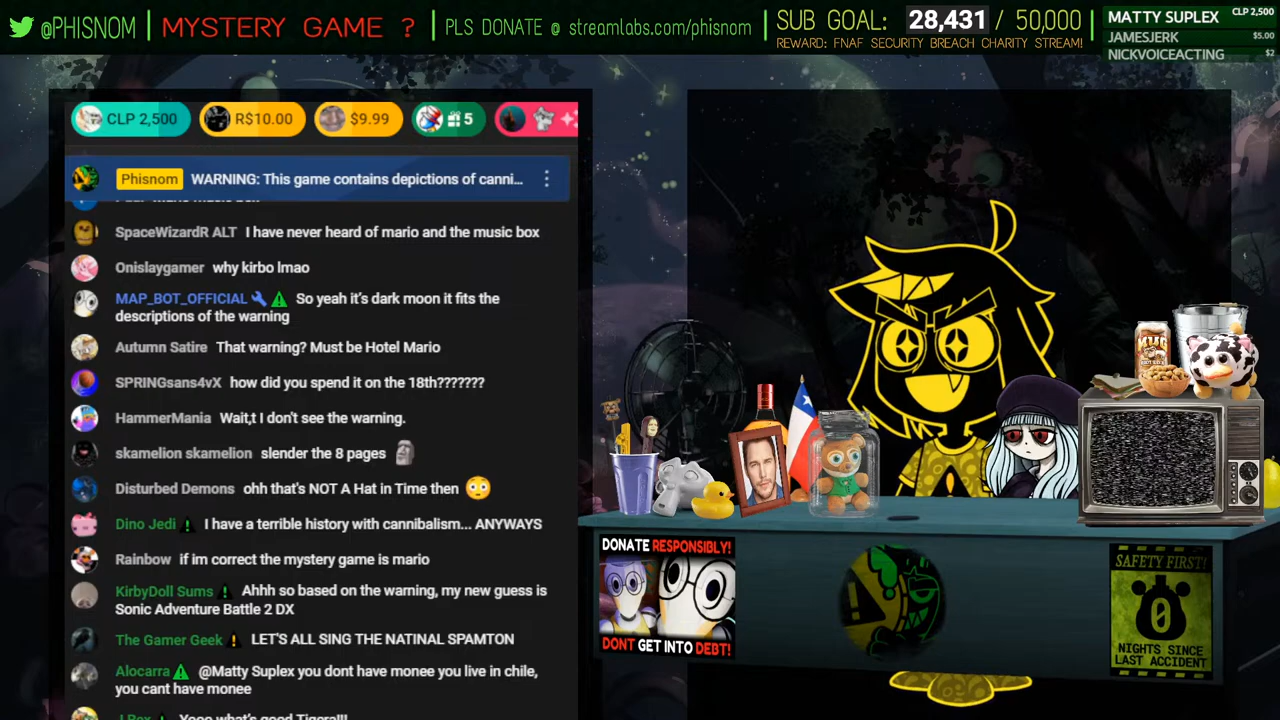 @PHISNOM
MYSTERY GAME ?
PLS DONATE @ streamlabs.com/phisnom
SUB GOAL: 28,431 / 50,000
REWARD: FNAF SECURITY BREACH CHARITY STREAM!
MATTY SUPLEX CLP 2,500
JAMESJERK $5.00
NICKVOICEACTING $2
CLP 2,500 R$10.00 $9.99 5
Phisnom WARNING: This game contains depictions of canni...
SpaceWizardR ALT I have never heard of mario and the music box
Onislaygamer why kirbo lmao
MAP_BOT_OFFICIAL So yeah it's dark moon it fits the
descriptions of the warning
Autumn Satire That warning? Must be Hotel Mario
SPRINGsans4vX how did you spend it on the 18th???????
HammerMania Wait,t I don't see the warning.
skamelion skamelion slender the 8 pages
Disturbed Demons ohh that's NOT A Hat in Time then
Dino Jedi I have a terrible history with cannibalism... ANYWAYS
Rainbow if im correct the mystery game is mario
KirbyDoll Sums Ahhh so based on the warning, my new guess is
Sonic Adventure Battle 2 DX
The Gamer Geek LET'S ALL SING THE NATINAL SPAMTON
Alocarra @Matty Suplex you dont have monee you live in chile,
you cant have monee
Yooo what's good Tigera!!!
MUG
DONATE RESPONSIBLY!
DONT GET INTO DEBT!
SAFETY FIRST!
0
NIGHTS SINCE
LAST ACCIDENT